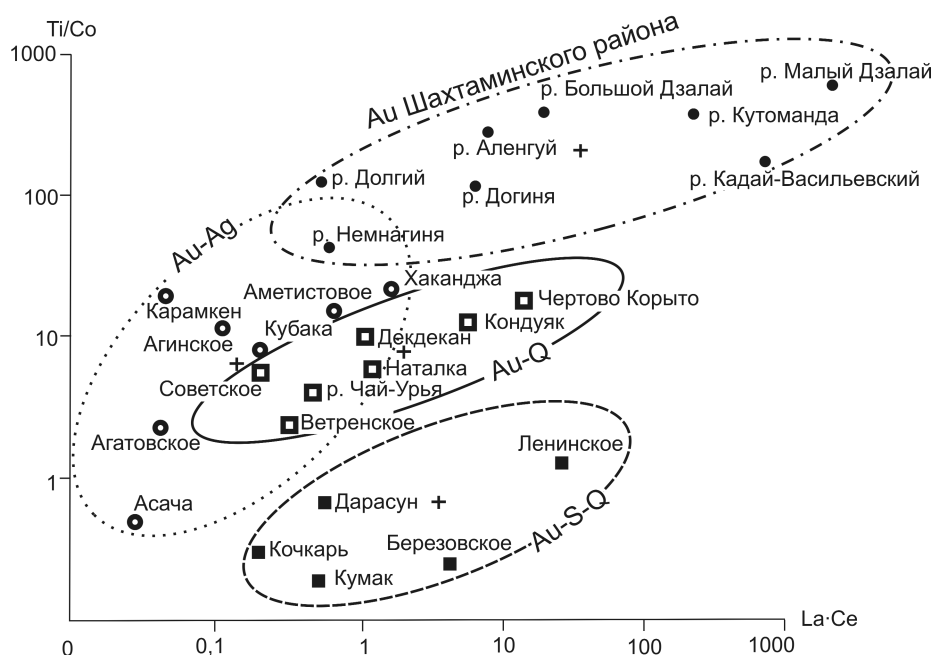 Ti/Co
1000
Au Шахтаминского района
р. Малый Дзалай
р. Большой Дзалай
р. Кутоманда
р. Аленгуй
р. Долгий
р. Кадай-Васильевский
100
р. Догиня
Au-Ag
р. Немнагиня
Хаканджа
Аметистовое
Чертово Корыто
Карамкен
Кубака
Кондуяк
10
Агинское
Декдекан
Au-Q
Наталка
Советское
р. Чай-Урья
Ветренское
Агатовское
Ленинское
1
Асача
Дарасун
Au-S-Q
Березовское
Кочкарь
Кумак
La·Ce
0
0,1
1
10
100
1000